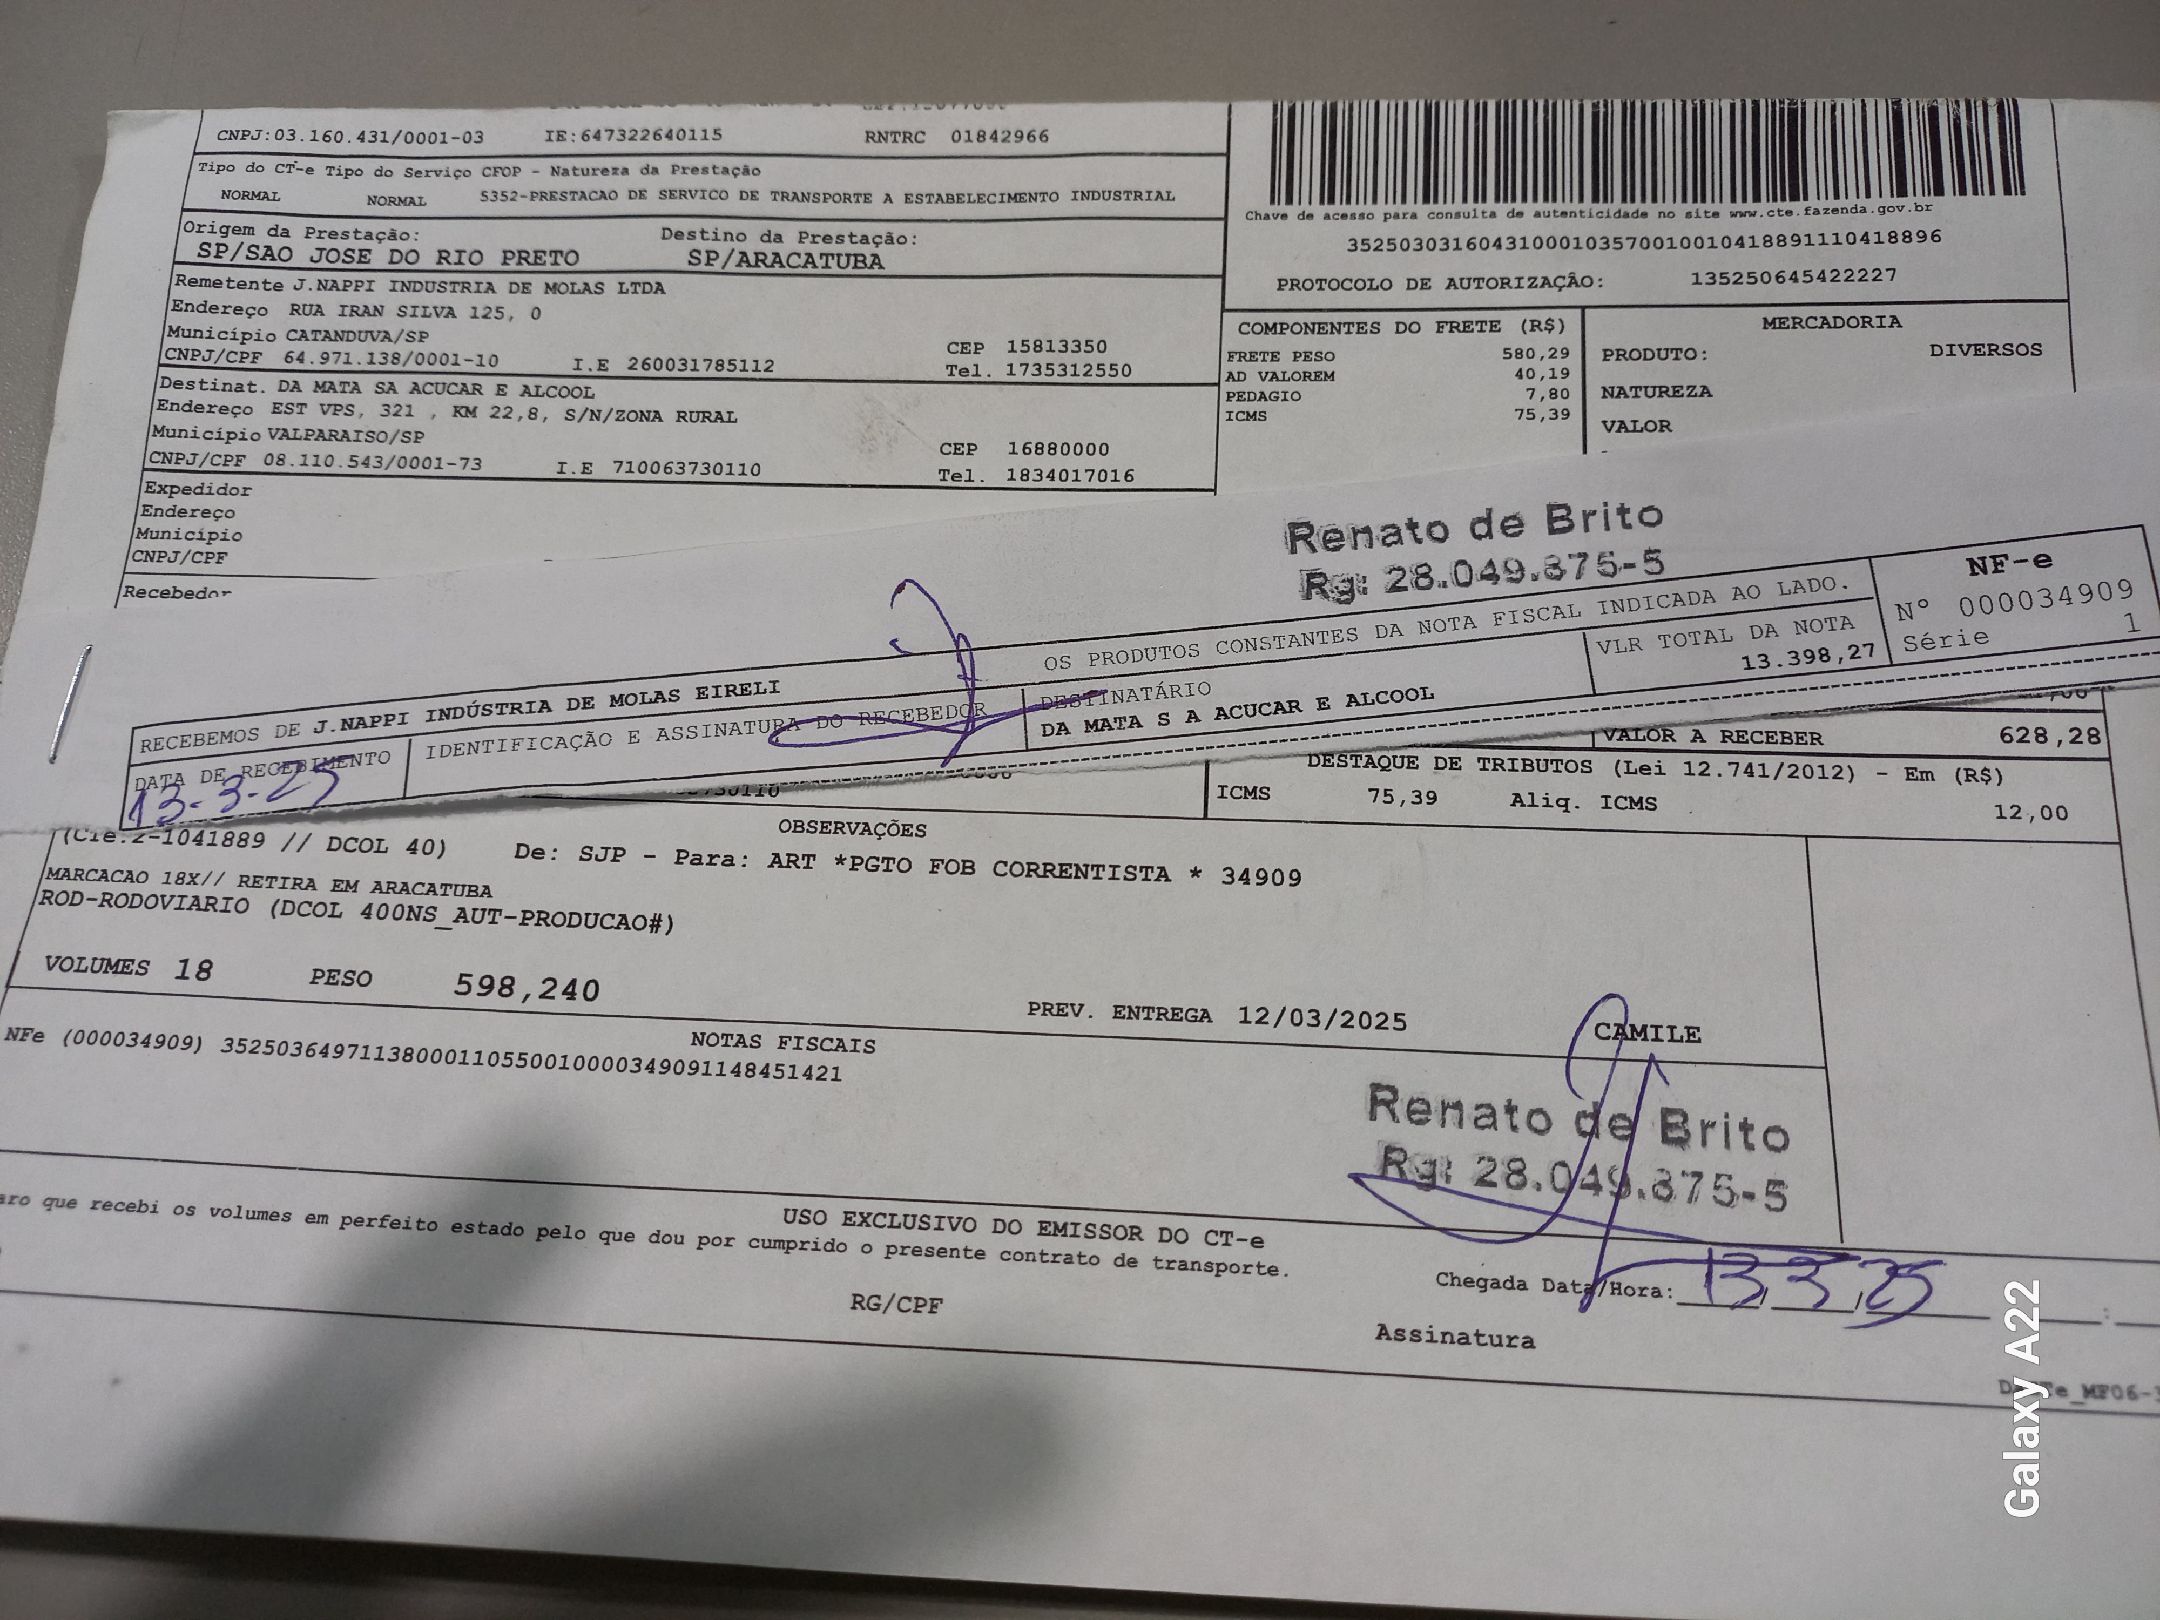 CNPJ:03.160.431/0001-03 IE:647322640115 RNTRC 01842966
Tipo do CT-e Tipo do Serviço CFOP - Natureza da Prestação
NORMAL NORMAL 5352-PRESTACAO DE SERVICO DE TRANSPORTE A ESTABELECIMENTO INDUSTRIAL
Origem da Prestação: Destino da Prestação:
SP/SAO JOSE DO RIO PRETO SP/ARACATUBA
Remetente J.NAPPI INDUSTRIA DE MOLAS LTDA
Endereço RUA IRAN SILVA 125, 0
Município CATANDUVA/SP CEP 15813350
CNPJ/CPF 64.971.138/0001-10 I.E 260031785112 Tel. 1735312550
Destinat. DA MATA SA ACUCAR E ALCOOL
Endereço EST VPS, 321 , KM 22,8, S/N/ZONA RURAL
Município VALPARAISO/SP CEP 16880000
CNPJ/CPF 08.110.543/0001-73 I.E 710063730110 Tel. 1834017016
Expedidor
Endereço
Município
CNPJ/CPF
Recebedor
Chave de acesso para consulta de autenticidade no site www.cte.fazenda.gov.br
35250303160431000103570010010418891110418896
PROTOCOLO DE AUTORIZAÇÃO: 135250645422227
COMPONENTES DO FRETE (R$)
FRETE PESO 580,29
AD VALOREM 40,19
PEDAGIO 7,80
ICMS 75,39
MERCADORIA
PRODUTO: DIVERSOS
NATUREZA
VALOR
Renato de Brito
Rg: 28.049.375-5
RECEBEMOS DE J.NAPPI INDÚSTRIA DE MOLAS EIRELI OS PRODUTOS CONSTANTES DA NOTA FISCAL INDICADA AO LADO.
DATA DE RECEBIMENTO IDENTIFICAÇÃO E ASSINATURA DO RECEBEDOR DESTINATÁRIO VLR TOTAL DA NOTA
13-3-25 DA MATA S A ACUCAR E ALCOOL 13.398,27
NF-e
Nº 000034909
Série 1
VALOR A RECEBER 628,28
DESTAQUE DE TRIBUTOS (Lei 12.741/2012) - Em (R$)
ICMS 75,39 Aliq. ICMS 12,00
OBSERVAÇÕES
(Cte:2-1041889 // DCOL 40) De: SJP - Para: ART *PGTO FOB CORRENTISTA * 34909
MARCACAO 18X// RETIRA EM ARACATUBA
ROD-RODOVIARIO (DCOL 400NS_AUT-PRODUCAO#)
VOLUMES 18 PESO 598,240 PREV. ENTREGA 12/03/2025 CAMILE
NOTAS FISCAIS
NFe (000034909) 35250364971138000110550010000349091148451421
Renato de Brito
Rg: 28.049.375-5
USO EXCLUSIVO DO EMISSOR DO CT-e
aro que recebi os volumes em perfeito estado pelo que dou por cumprido o presente contrato de transporte.
Chegada Data/Hora: 13/3/25 :
RG/CPF Assinatura
Galaxy A22